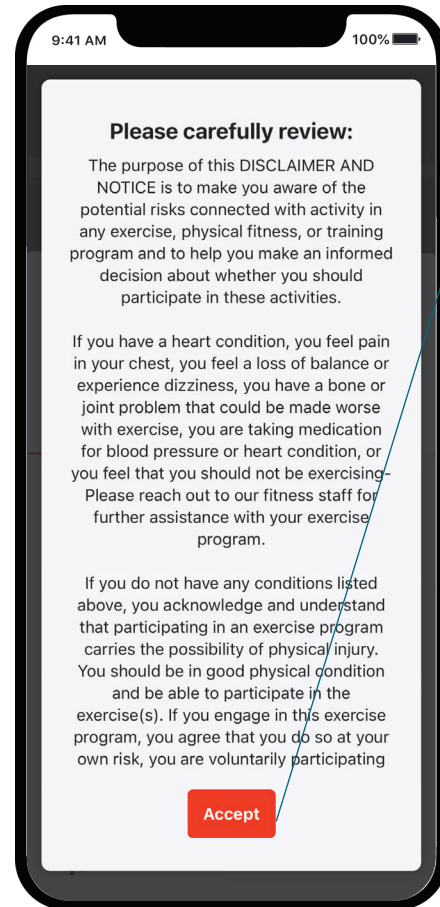 9:41 AM
100%
Please carefully review:
The purpose of this DISCLAIMER AND
NOTICE is to make you aware of the
potential risks connected with activity in
any exercise, physical fitness, or training
program and to help you make an informed
decision about whether you should
participate in these activities.
If you have a heart condition, you feel pain
in your chest, you feel a loss of balance or
experience dizziness, you have a bone or
joint problem that could be made worse
with exercise, you are taking medication
for blood pressure or heart condition, or
you feel that you should not be exercising-
Please reach out to our fitness staff for
further assistance with your exercise
program.
If you do not have any conditions listed
above, you acknowledge and understand
that participating in an exercise program
carries the possibility of physical injury.
You should be in good physical condition
and be able to participate in the
exercise(s). If you engage in this exercise
program, you agree that you do so at your
own risk, you are voluntarily participating
Accept